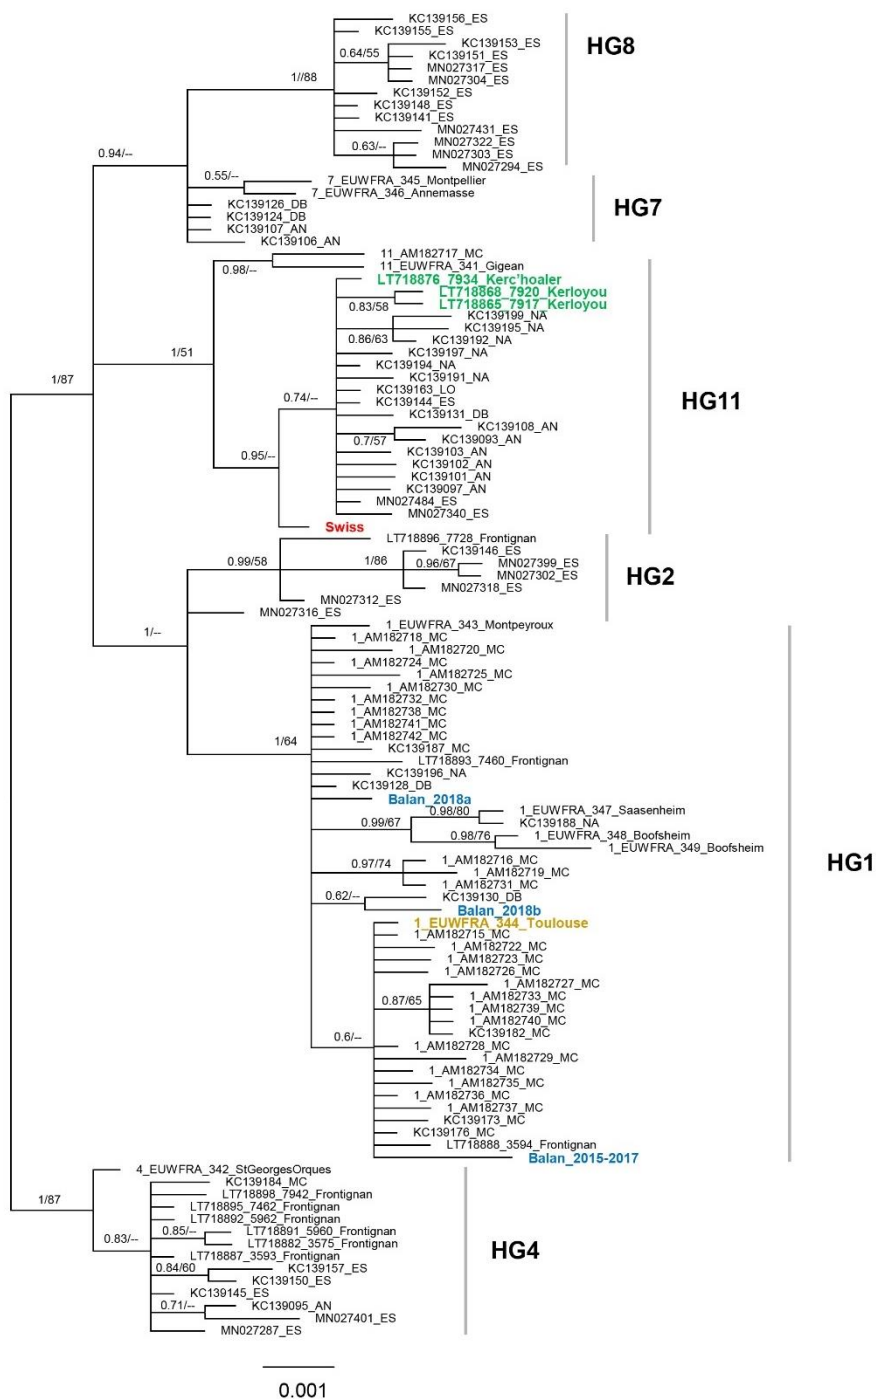 KC139156_ES
KC139155_ES
HG8
KC139153_ES
0.64/55
KC139151_ES
MN027317_ES
MN027304_ES
1//88
KC139152_ES
KC139148_ES
KC139141_ES
MN027431_ES
MN027322_ES
0.63/--
MN027303_ES
0.94/--
MN027294_ES
0.55/--
7_EUWFRA_345_Montpellier
7_EUWFRA_346_Annemasse
KC139126_DB
HG7
KC139124_DB
KC139107_AN
KC139106_AN
11_AM182717_MC
0.98/--
11_EUWFRA_341_Gigean
LT718876_7934_Kerc'hoaler
LT718868_7920_Kerloyou
0.83/58
LT718865_7917_Kerloyou
KC139199_NA
KC139195_NA
0.86/63
KC139192_NA
1/51
KC139197_NA
KC139194_NA
1/87
KC139191_NA
KC139163_LO
0.74/--
KC139144_ES
HG11
KC139131_DB
KC139108_AN
0.7/57
KC139093_AN
KC139103_AN
0.95/--
KC139102_AN
KC139101_AN
KC139097_AN
MN027484_ES
MN027340_ES
Swiss
LT718896_7728_Frontignan
KC139146_ES
0.99/58
1/86
0.96/67
MN027399_ES
MN027302_ES
HG2
MN027318_ES
MN027312_ES
MN027316_ES
1_EUWFRA_343_Montpeyroux
1/--
1_AM182718_MC
1_AM182720_MC
1_AM182724_MC
1_AM182725_MC
1_AM182730_MC
1_AM182732_MC
1_AM182738_MC
1_AM182741_MC
1_AM182742_MC
1/64
KC139187_MC
LT718893_7460_Frontignan
KC139196_NA
KC139128_DB
Balan_2018a
0.98/80
1_EUWFRA_347_Saasenheim
KC139188_NA
0.99/67
0.98/76
1_EUWFRA_348_Boofsheim
1_EUWFRA_349_Boofsheim
HG1
1_AM182716_MC
0.97/74
1_AM182719_MC
1_AM182731_MC
0.62/--
KC139130_DB
Balan_2018b
1_EUWFRA_344_Toulouse
1_AM182715_MC
1_AM182722_MC
1_AM182723_MC
1_AM182726_MC
1_AM182727_MC
0.87/65
1_AM182733_MC
1_AM182739_MC
1_AM182740_MC
KC139182_MC
0.6/--
1_AM182728_MC
1_AM182729_MC
1_AM182734_MC
1_AM182735_MC
1_AM182736_MC
1_AM182737_MC
KC139173_MC
KC139176_MC
LT718888_3594_Frontignan
Balan_2015-2017
4_EUWFRA_342_StGeorgesOrques
KC139184_MC
1/87
LT718898_7942_Frontignan
LT718895_7462_Frontignan
LT718892_5962_Frontignan
0.83/--
0.85/--
LT718891_5960_Frontignan
LT718882_3575_Frontignan
HG4
LT718887_3593_Frontignan
0.84/60
KC139157_ES
KC139150_ES
KC139145_ES
0.71/--
KC139095_AN
MN027401_ES
MN027287_ES
0.001